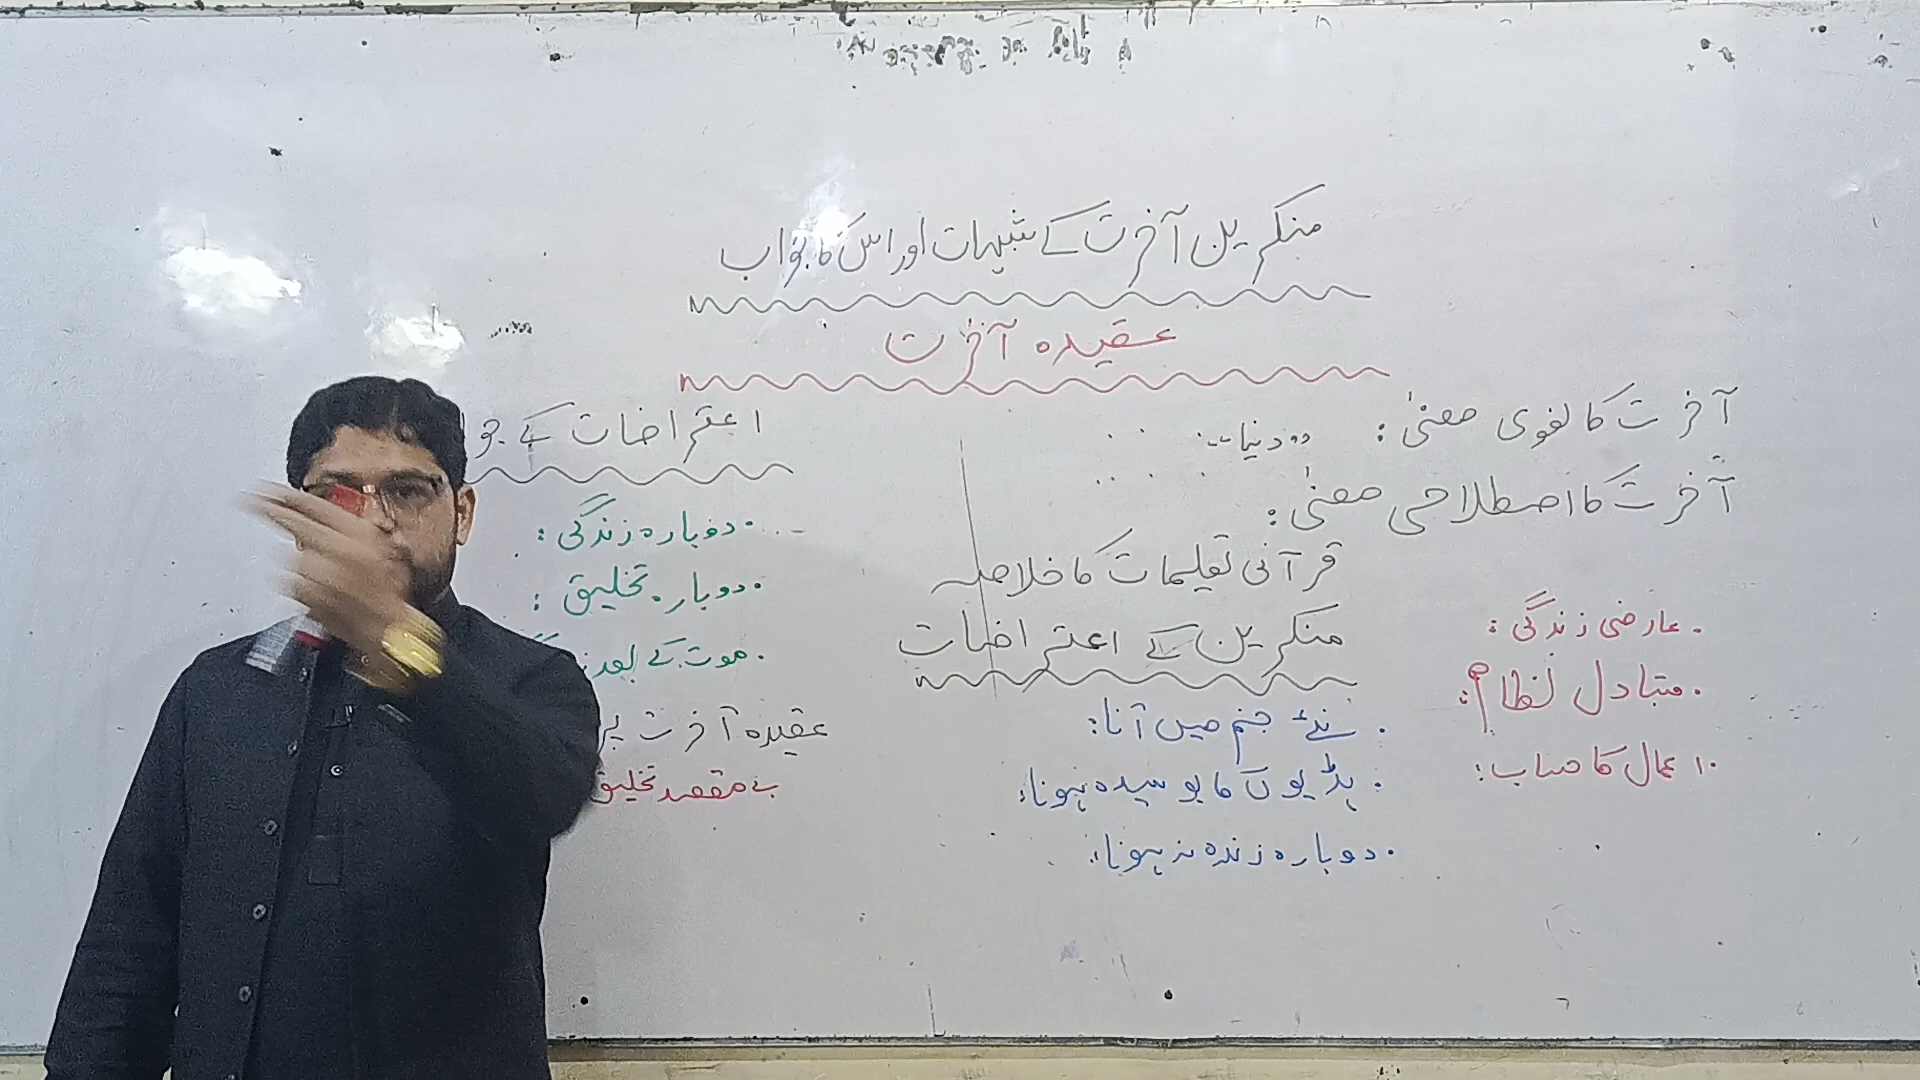 منکرین آخرت کے شبہات اور اس کا جواب
عقیدہ آخرت
آخرت کا لغوی معنیٰ:
آخرت کا اصطلاحی معنیٰ:
قرآنی تعلیمات کا خلاصہ
. عارضی زندگی:
. متبادل نظام:
. اعمال کا حساب:
منکرین کے اعتراضات
. نئے جنم میں آنا:
. ہڈیوں کا بوسیدہ ہونا:
. دوبارہ زندہ نہ ہونا:
اعتراضات کے جو
. دوبارہ زندگی:
. دوبارہ تخلیق:
. موت کے بعد
عقیدہ آخرت پر
بے مقصد تخلیق